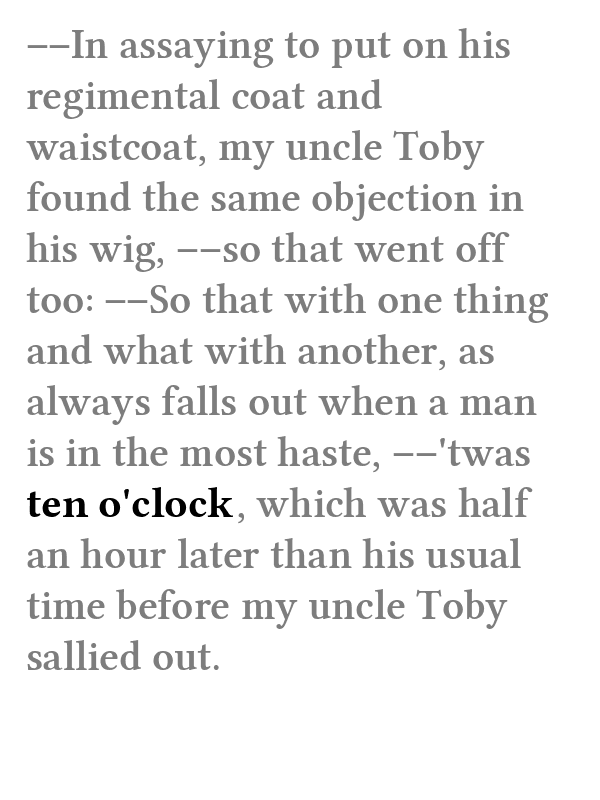 ––In assaying to put on his
regimental coat and
waistcoat, my uncle Toby
found the same objection in
his wig, ––so that went off
too: ––So that with one thing
and what with another, as
always falls out when a man
is in the most haste, ––'twas
ten o'clock, which was half
an hour later than his usual
time before my uncle Toby
sallied out.